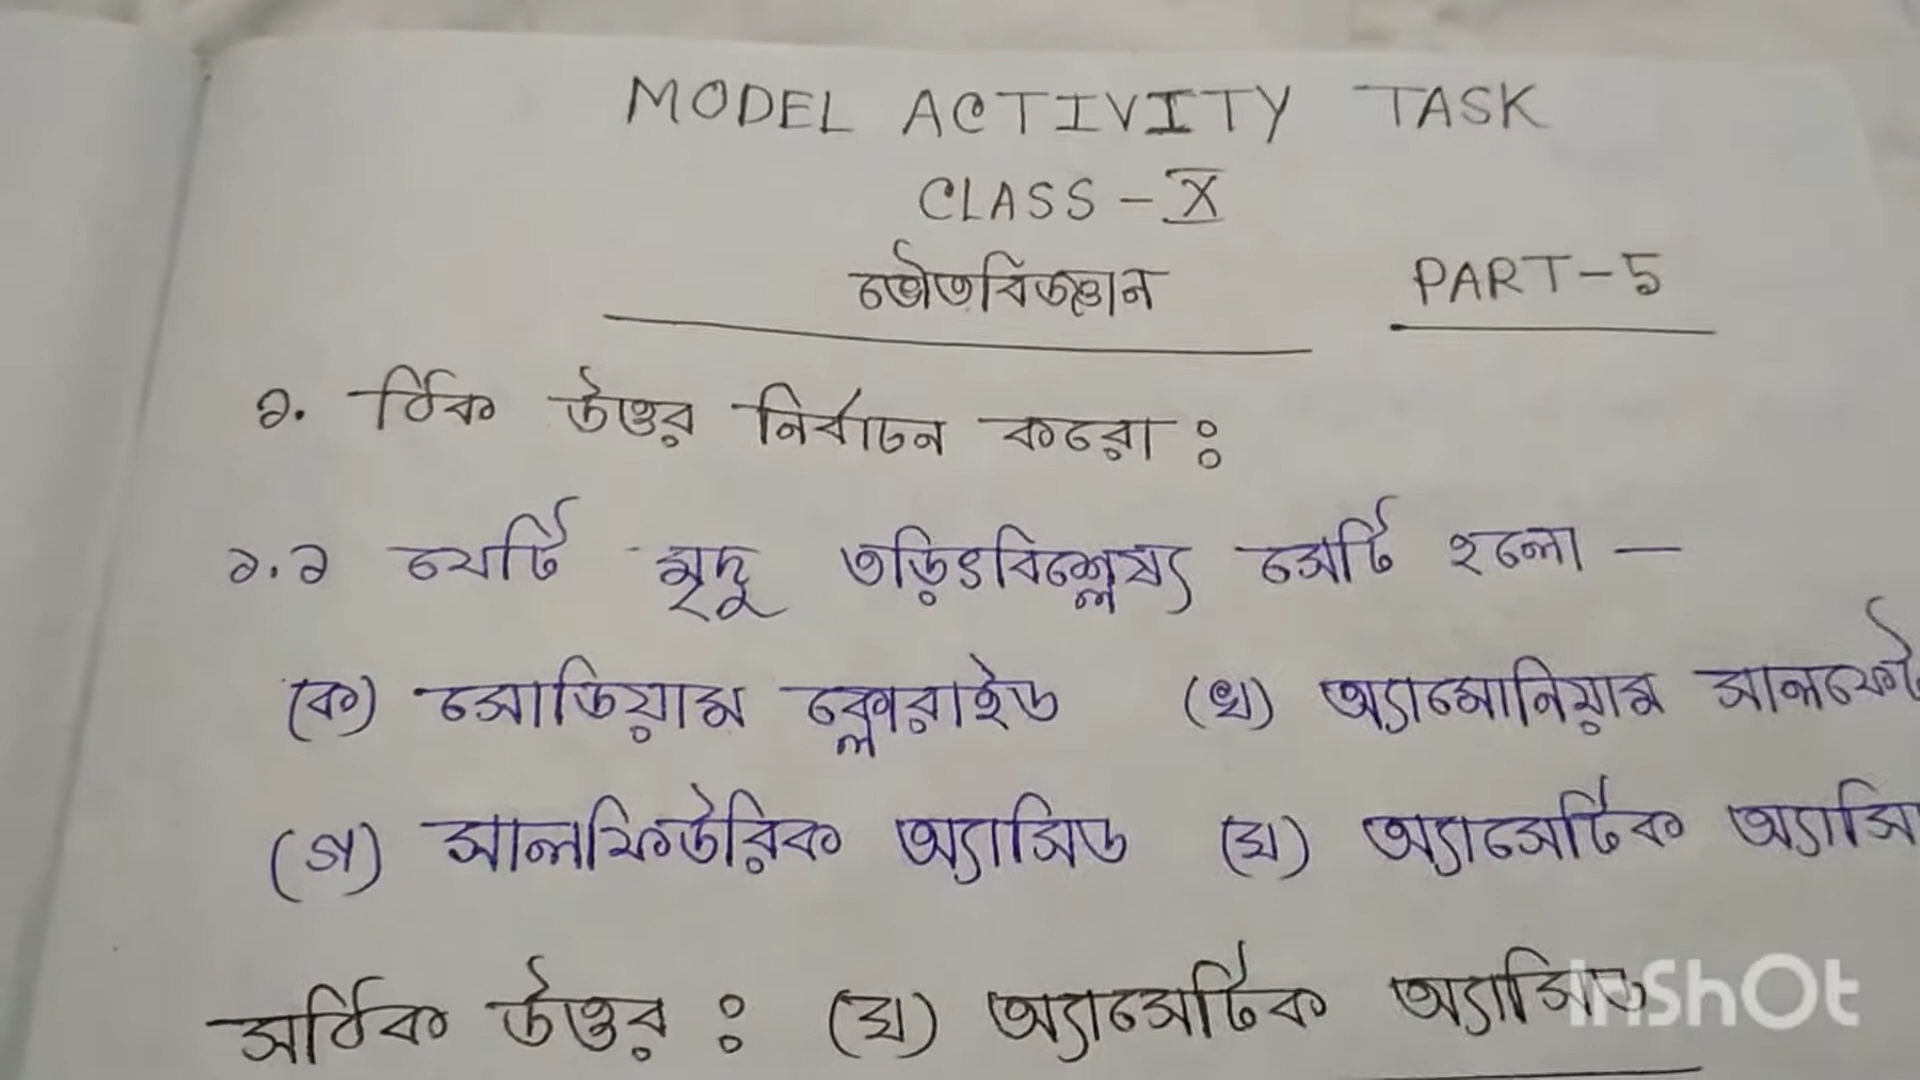 MODEL ACTIVITY TASK
CLASS - X
ভৌতবিজ্ঞান PART-5
১. ঠিক উত্তর নির্বাচন করো :
১.১ যেটি মৃদু তড়িৎবিশ্লেষ্য সেটি হলো —
(ক) সোডিয়াম ক্লোরাইড (খ) অ্যামোনিয়াম
(গ) সালফিউরিক অ্যাসিড (ঘ) অ্যাসেটিক
সঠিক উত্তর : (ঘ) অ্যাসেটিক অ্যাসিড
InShOt